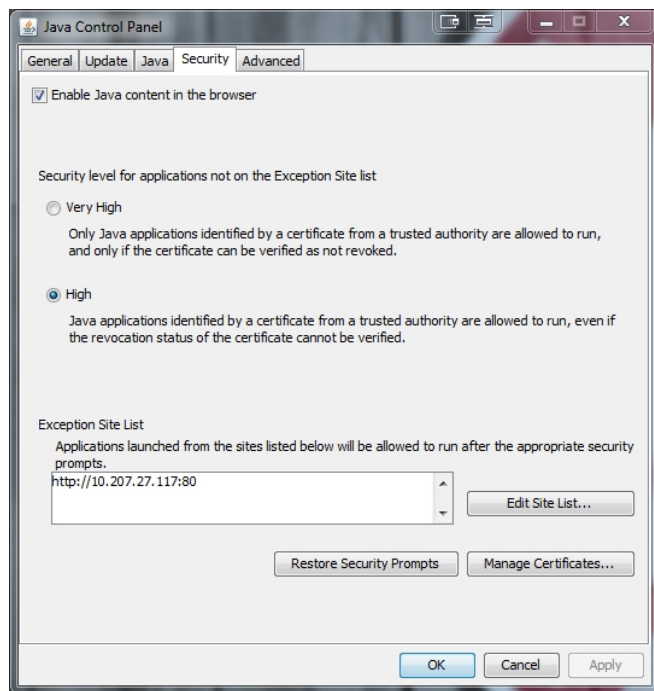 Java Control Panel
General Update Java Security Advanced
Enable Java content in the browser
Security level for applications not on the Exception Site list
Very High
Only Java applications identified by a certificate from a trusted authority are allowed to run,
and only if the certificate can be verified as not revoked.
High
Java applications identified by a certificate from a trusted authority are allowed to run, even if
the revocation status of the certificate cannot be verified.
Exception Site List
Applications launched from the sites listed below will be allowed to run after the appropriate security
prompts.
http://10.207.27.117:80
Edit Site List...
Restore Security Prompts Manage Certificates...
OK Cancel Apply